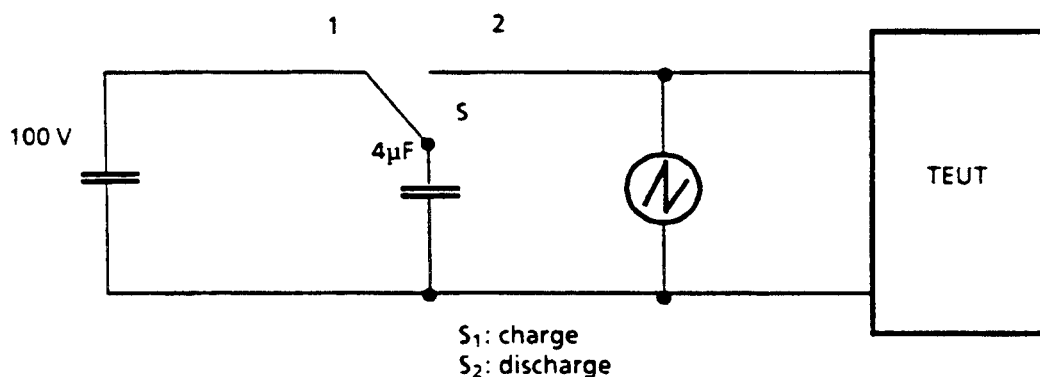 1 2
S
100 V
4μF
TEUT
S₁: charge
S₂: discharge